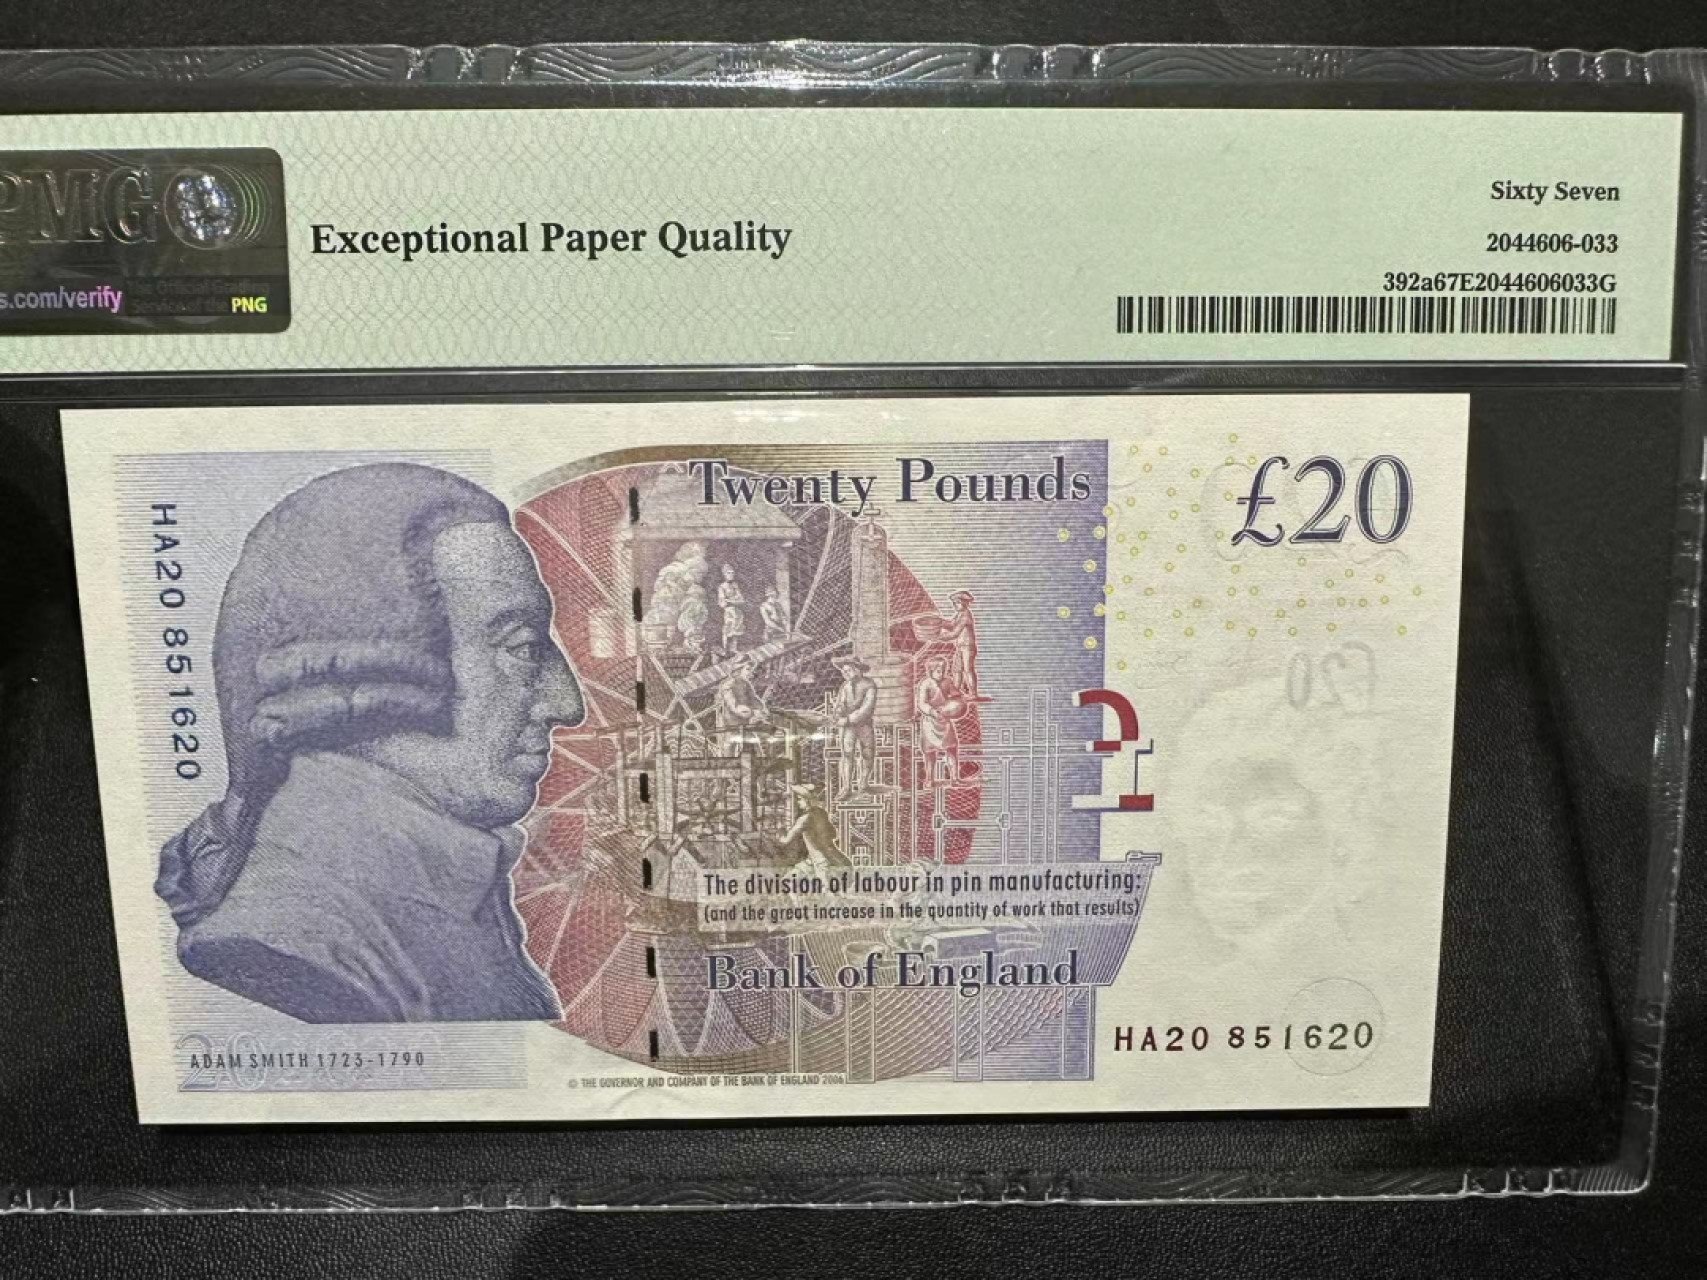 PMG
s.com/verify
PNG
Exceptional Paper Quality
Sixty Seven
2044606-033
392a67E2044606033G
Twenty Pounds
£20
HA20 851620
£20
The division of labour in pin manufacturing:
(and the great increase in the quantity of work that results)
Bank of England
HA20 851620
20
ADAM SMITH 1723-1790
© THE GOVERNOR AND COMPANY OF THE BANK OF ENGLAND 2006